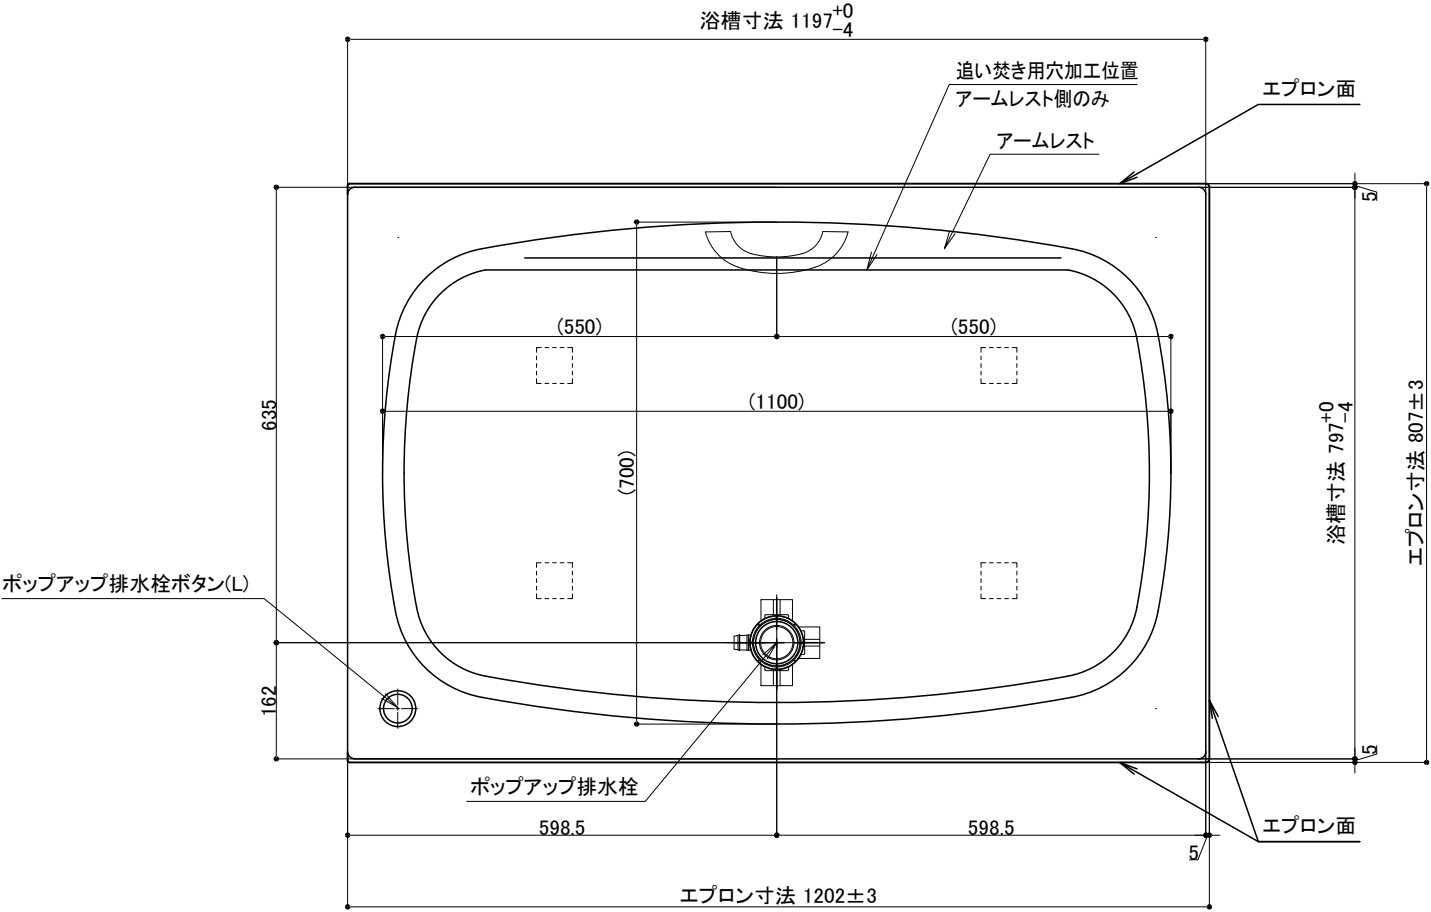 浴槽寸法 1197+0-4
追い焚き用穴加工位置
アームレスト側のみ
エプロン面
アームレスト
5
(550)
(550)
(1100)
635
(700)
浴槽寸法 797+0-4
エプロン寸法 807±3
ポップアップ排水栓ボタン(L)
162
5
ポップアップ排水栓
598.5
598.5
エプロン面
5
エプロン寸法 1202±3